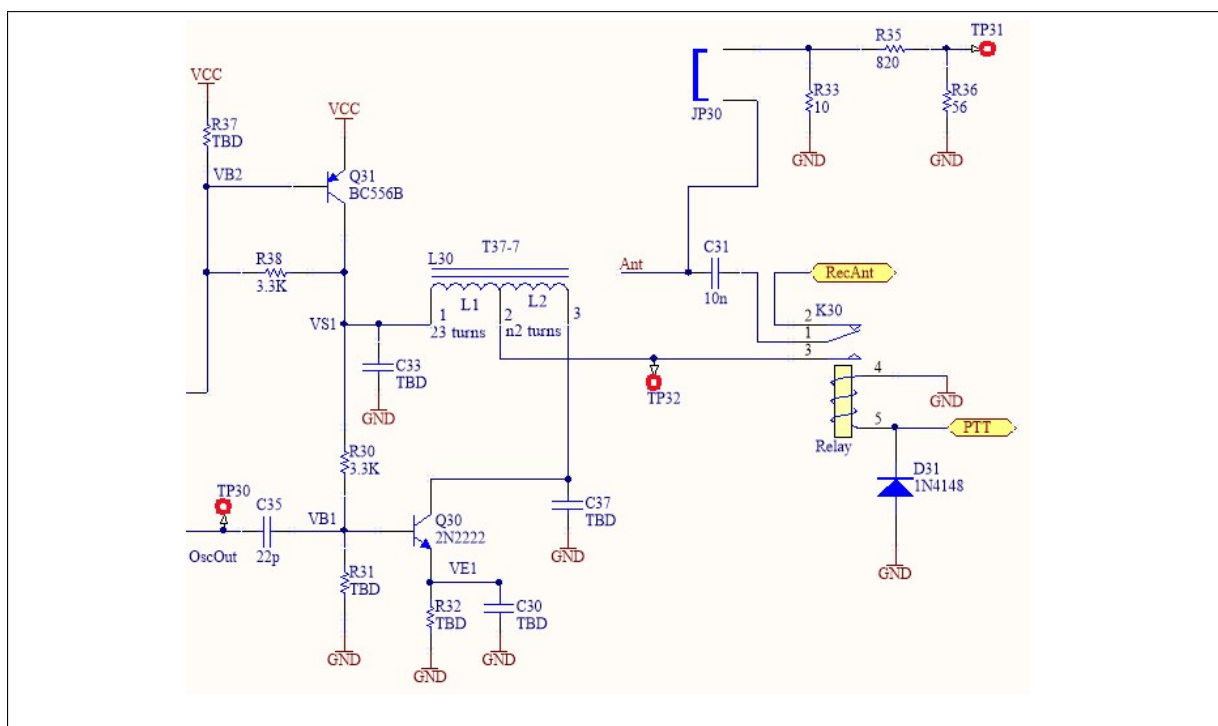 VCC
R37
TBD
VB2
VCC
Q31
BC556B
R38
3.3K
VS1
L30
T37-7
L1
L2
1
2
3
23 turns
n2 turns
C33
TBD
GND
R30
3.3K
TP30
C35
22p
OscOut
VB1
R31
TBD
GND
Q30
2N2222
VE1
R32
TBD
GND
C30
TBD
GND
C37
TBD
GND
TP32
JP30
R33
10
GND
R35
820
TP31
R36
56
GND
Ant
C31
10n
RecAnt
K30
2
1
3
4
GND
5
PTT
Relay
D31
1N4148
GND